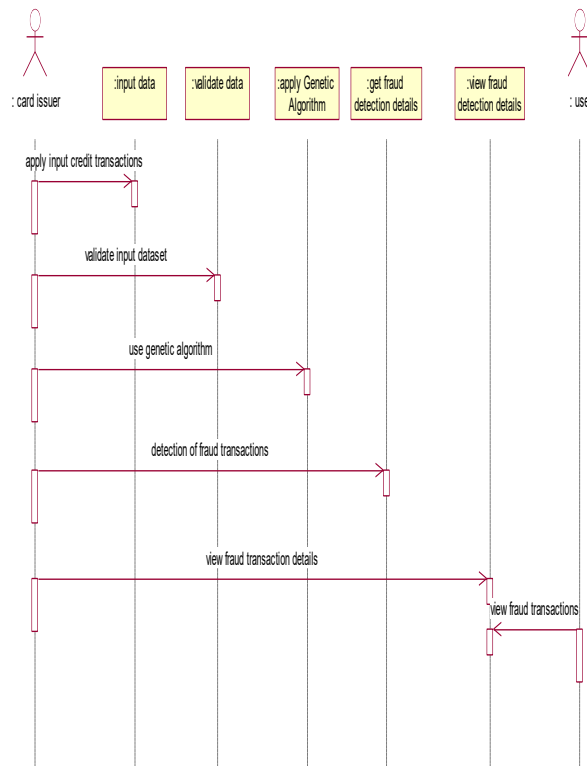 : card issuer
:input data
:validate data
:apply Genetic
Algorithm
:get fraud
detection details
:view fraud
detection details
: use
apply input credit transactions
validate input dataset
use genetic algorithm
detection of fraud transactions
view fraud transaction details
view fraud transactions